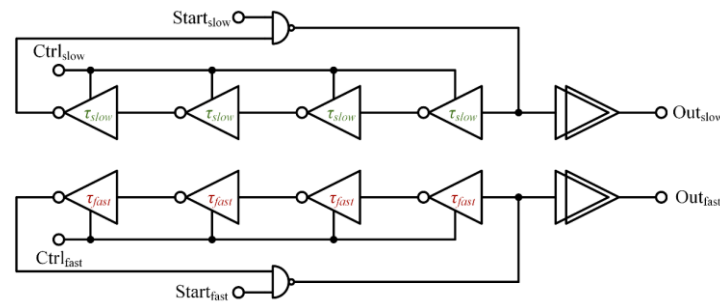 Start_slow
Ctrl_slow
τ_slow τ_slow τ_slow τ_slow Out_slow
τ_fast τ_fast τ_fast τ_fast Out_fast
Ctrl_fast
Start_fast